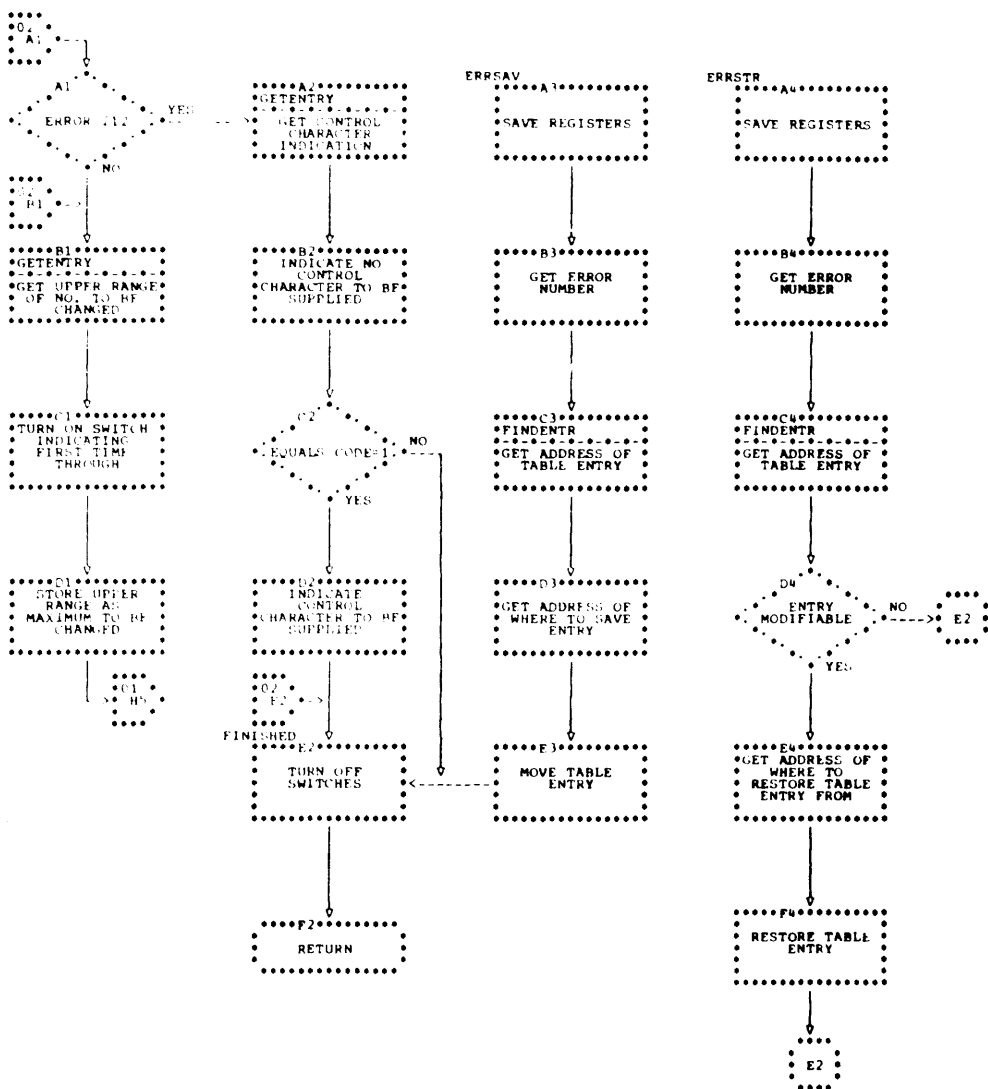 02
A1
A1
ERROR 212
YES
NO
02
B1
B1
GETENTRY
GET UPPER RANGE
OF NO. TO BE
CHANGED
C1
TURN ON SWITCH
INDICATING
FIRST TIME
THROUGH
D1
STORE UPPER
RANGE AS
MAXIMUM TO BE
CHANGED
01
H5
A2
GETENTRY
GET CONTROL
CHARACTER
INDICATION
B2
INDICATE NO
CONTROL
CHARACTER TO BE
SUPPLIED
C2
EQUALS CODE=1
NO
YES
D2
INDICATE
CONTROL
CHARACTER TO BE
SUPPLIED
02
E2
FINISHED
E2
TURN OFF
SWITCHES
F2
RETURN
ERRSAV
A3
SAVE REGISTERS
B3
GET ERROR
NUMBER
C3
FINDENTR
GET ADDRESS OF
TABLE ENTRY
D3
GET ADDRESS OF
WHERE TO SAVE
ENTRY
E3
MOVE TABLE
ENTRY
ERRSTR
A4
SAVE REGISTERS
B4
GET ERROR
NUMBER
C4
FINDENTR
GET ADDRESS OF
TABLE ENTRY
D4
ENTRY
MODIFIABLE
NO
E2
YES
E4
GET ADDRESS OF
WHERE TO
RESTORE TABLE
ENTRY FROM
F4
RESTORE TABLE
ENTRY
E2